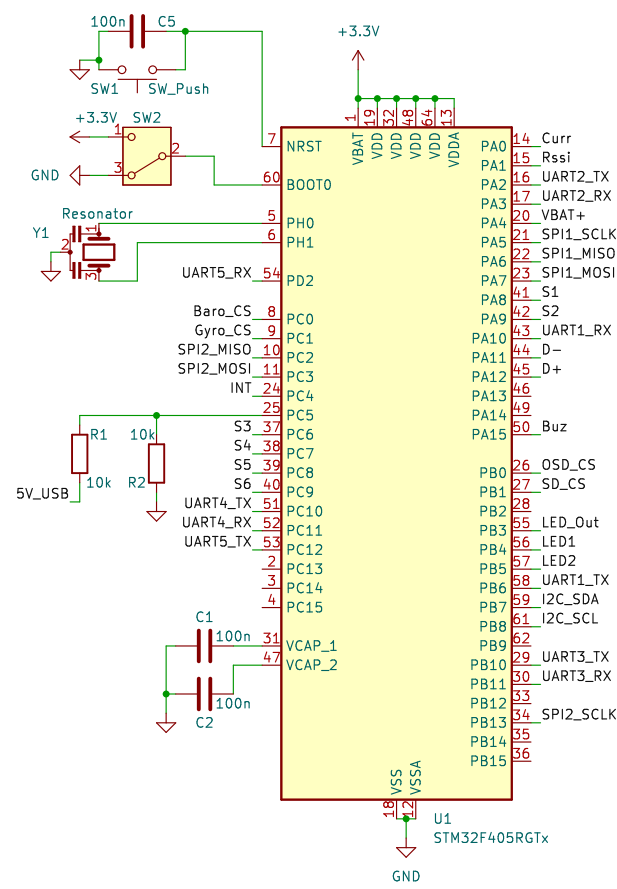 100n C5
SW1 SW_Push
+3.3V
+3.3V SW2
1
2
3
GND
Resonator
Y1
1
2
3
7 NRST
60 BOOT0
5 PH0
6 PH1
UART5_RX 54 PD2
Baro_CS 8 PC0
Gyro_CS 9 PC1
SPI2_MISO 10 PC2
SPI2_MOSI 11 PC3
INT 24 PC4
25 PC5
S3 37 PC6
S4 38 PC7
S5 39 PC8
S6 40 PC9
UART4_TX 51 PC10
UART4_RX 52 PC11
UART5_TX 53 PC12
2 PC13
3 PC14
4 PC15
31 VCAP_1
47 VCAP_2
R1
10k
10k
R2
5V_USB
C1
100n
100n
C2
1 VBAT
19 VDD
32 VDD
48 VDD
64 VDD
13 VDDA
PA0 14 Curr
PA1 15 Rssi
PA2 16 UART2_TX
PA3 17 UART2_RX
PA4 20 VBAT+
PA5 21 SPI1_SCLK
PA6 22 SPI1_MISO
PA7 23 SPI1_MOSI
PA8 41 S1
PA9 42 S2
PA10 43 UART1_RX
PA11 44 D-
PA12 45 D+
PA13 46
PA14 49
PA15 50 Buz
PB0 26 OSD_CS
PB1 27 SD_CS
PB2 28
PB3 55 LED_Out
PB4 56 LED1
PB5 57 LED2
PB6 58 UART1_TX
PB7 59 I2C_SDA
PB8 61 I2C_SCL
PB9 62
PB10 29 UART3_TX
PB11 30 UART3_RX
PB12 33
PB13 34 SPI2_SCLK
PB14 35
PB15 36
VSS 18
VSSA 12
U1
STM32F405RGTx
GND